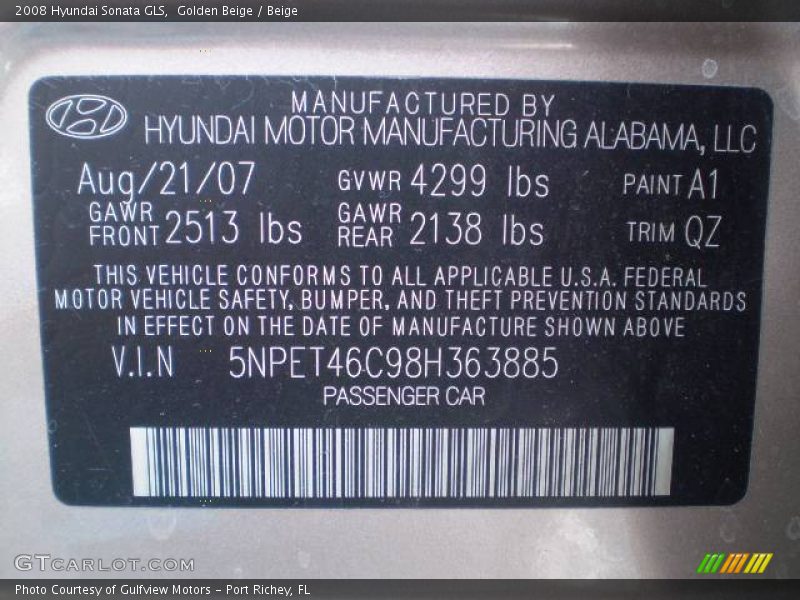 2008 Hyundai Sonata GLS,  Golden Beige / Beige
MANUFACTURED BY
HYUNDAI MOTOR MANUFACTURING ALABAMA, LLC
Aug/21/07 GVWR 4299 lbs PAINT A1
GAWR FRONT 2513 lbs GAWR REAR 2138 lbs TRIM QZ
THIS VEHICLE CONFORMS TO ALL APPLICABLE U.S.A. FEDERAL
MOTOR VEHICLE SAFETY, BUMPER, AND THEFT PREVENTION STANDARDS
IN EFFECT ON THE DATE OF MANUFACTURE SHOWN ABOVE
V.I.N 5NPET46C98H363885
PASSENGER CAR
GTCARLOT.COM
Photo Courtesy of Gulfview Motors - Port Richey, FL